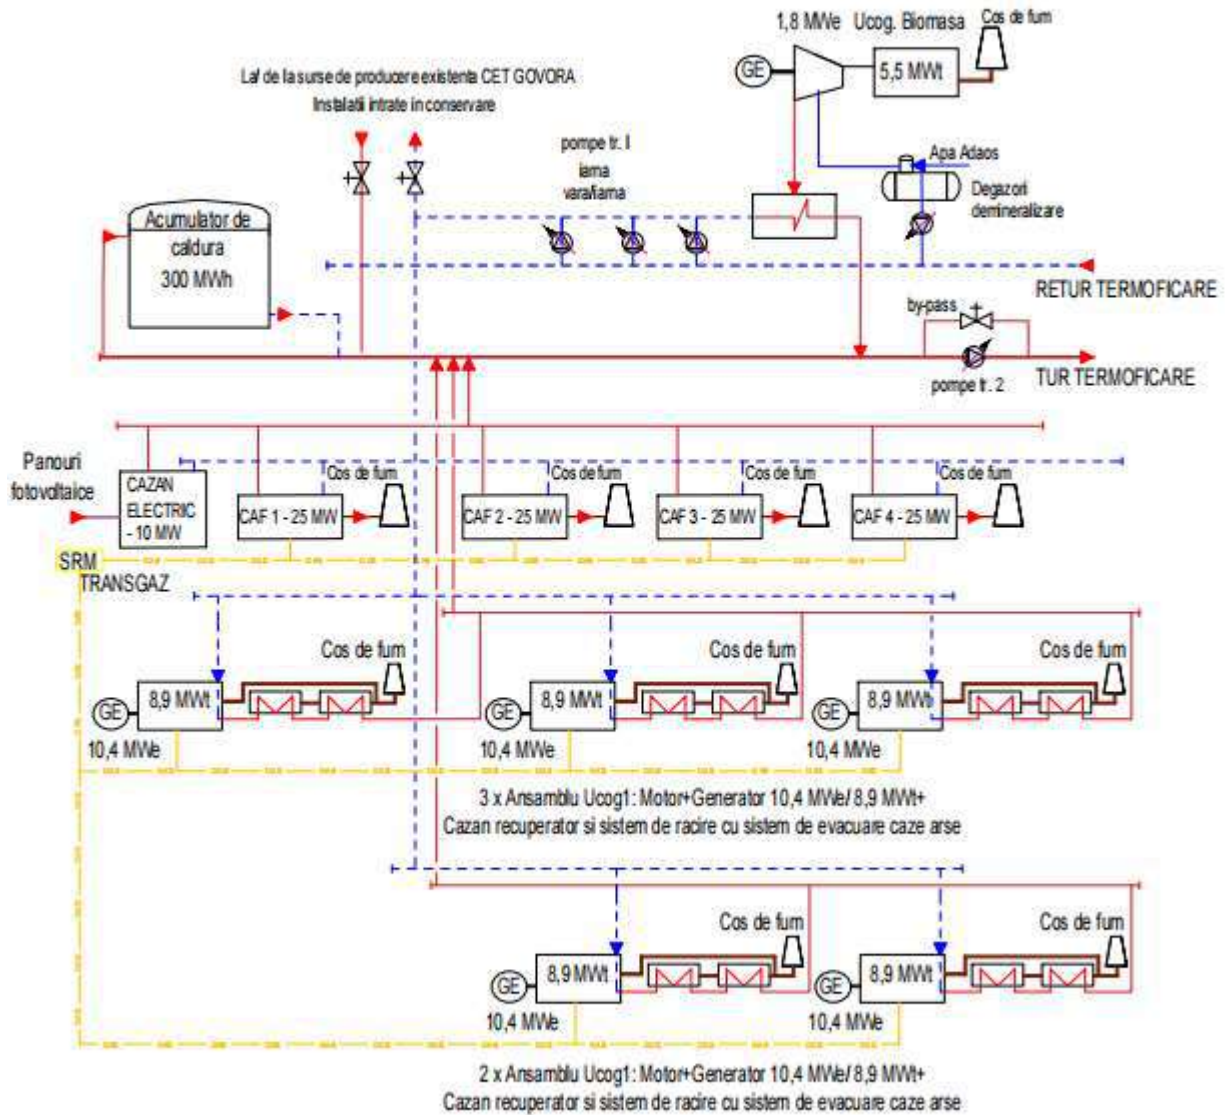 1,8 MWe Ucog. Biomasa
Cos de fum
GE
5,5 MWt
La/ de la surse de producere existenta CET GOVORA
Instalatii intrate in conservare
pompe tr. I
iarna
vara/iarna
Apa Adaos
Degazori
demineralizare
Acumulator de
caldura
300 MWh
RETUR TERMOFICARE
by-pass
pompe tr. 2
TUR TERMOFICARE
Panouri
fotovoltaice
CAZAN
ELECTRIC
- 10 MW
Cos de fum
Cos de fum
Cos de fum
Cos de fum
CAF 1 - 25 MW
CAF 2 - 25 MW
CAF 3 - 25 MW
CAF 4 - 25 MW
SRM
TRANSGAZ
Cos de fum
Cos de fum
Cos de fum
GE
8,9 MWt
GE
8,9 MWt
GE
8,9 MWt
10,4 MWe
10,4 MWe
10,4 MWe
3 x Ansamblu Ucog1: Motor+Generator 10,4 MWe/ 8,9 MWt+
Cazan recuperator si sistem de racire cu sistem de evacuare caze arse
Cos de fum
Cos de fum
GE
8,9 MWt
GE
8,9 MWt
10,4 MWe
10,4 MWe
2 x Ansamblu Ucog1: Motor+Generator 10,4 MWe/ 8,9 MWt+
Cazan recuperator si sistem de racire cu sistem de evacuare caze arse